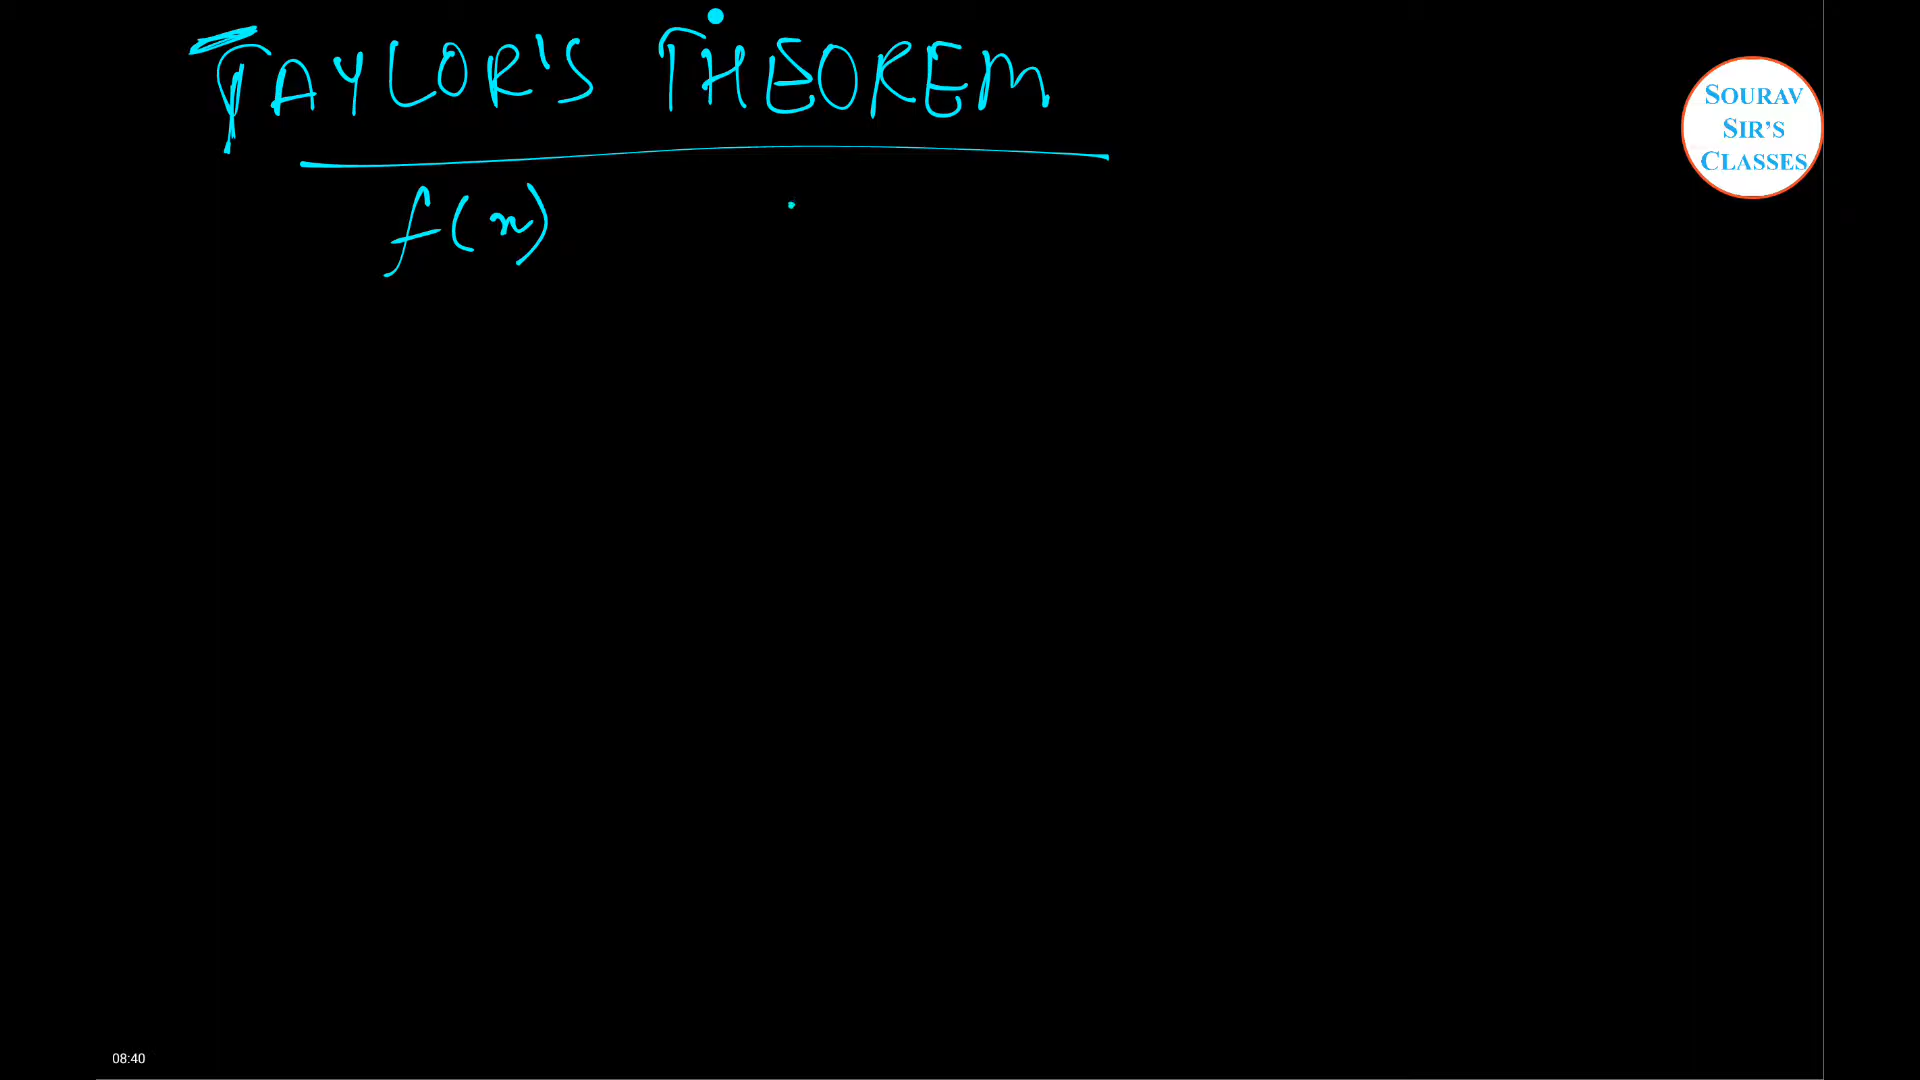 TAYLOR'S THEOREM
f(x)
SOURAV
SIR'S
CLASSES
08:40